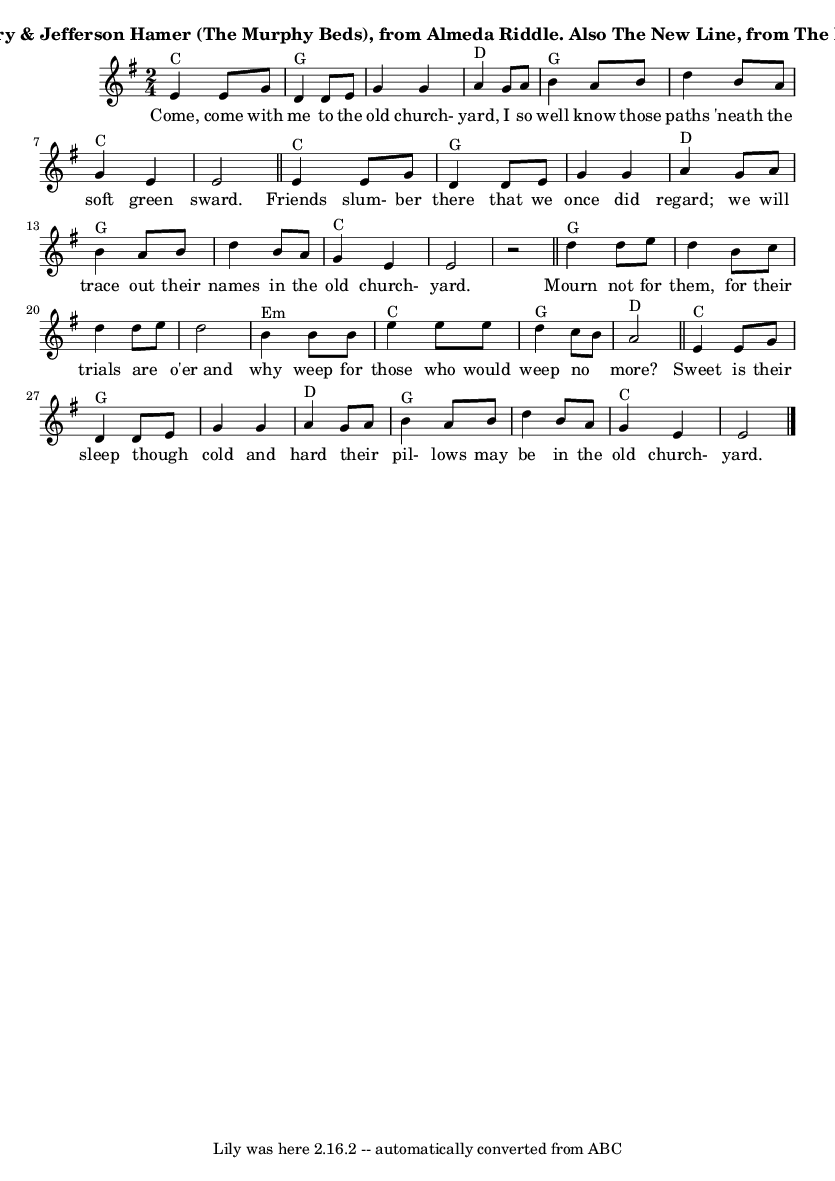 ry & Jefferson Hamer (The Murphy Beds), from Almeda Riddle. Also The New Line, from The
C G D G
2 4
Come, come with me to the old church- yard, I so well know those paths 'neath the
7 C C G D
soft green sward. Friends slum- ber there that we once did regard; we will
13 G C G
trace out their names in the old church- yard. Mourn not for them, for their
20 Em C G D C
trials are o'er and why weep for those who would weep no more? Sweet is their
27 G D G C
sleep though cold and hard their pil- lows may be in the old church- yard.
Lily was here 2.16.2 -- automatically converted from ABC